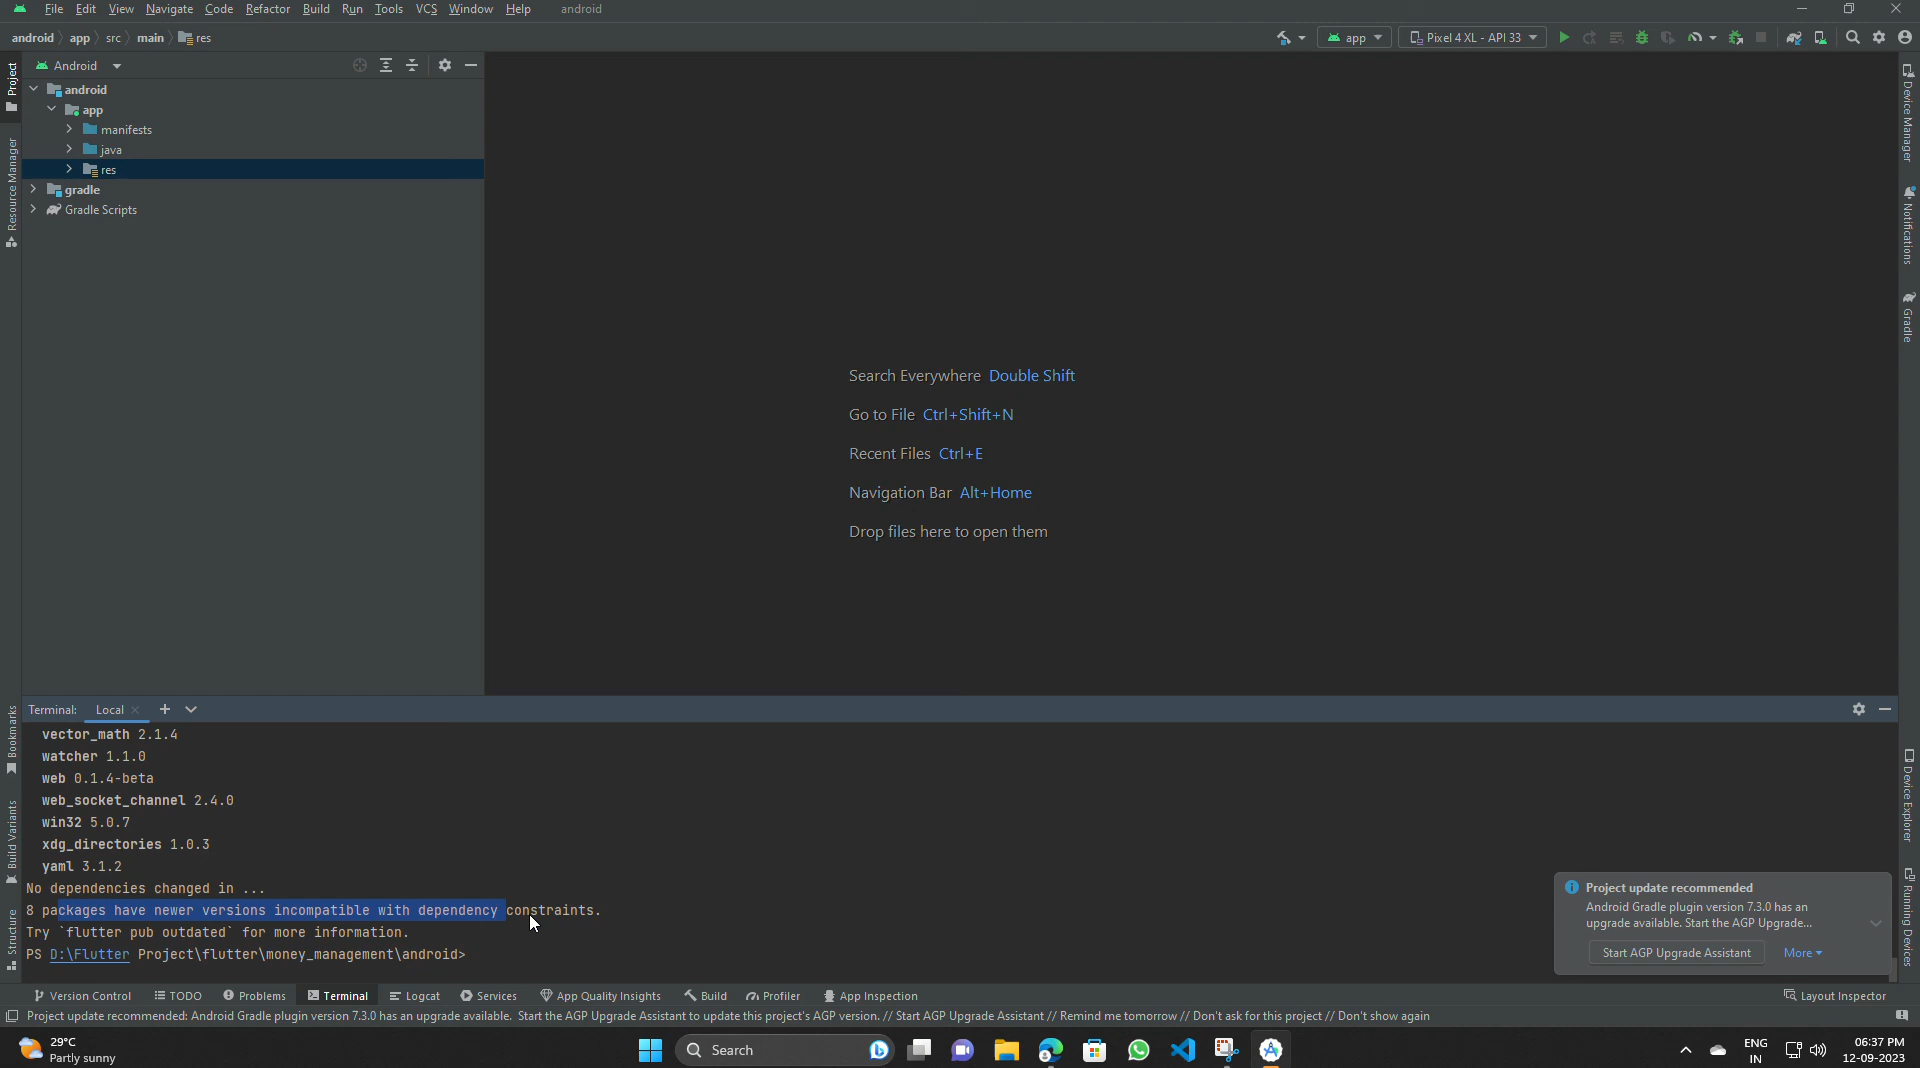 File Edit View Navigate Code Refactor Build Run Tools VCS Window Help android
android app src main res
app Pixel 4 XL - API 33
Project
Resource Manager
Bookmarks
Build Variants
Structure
Android
android
app
manifests
java
res
gradle
Gradle Scripts
Search Everywhere Double Shift
Go to File Ctrl+Shift+N
Recent Files Ctrl+E
Navigation Bar Alt+Home
Drop files here to open them
Device Manager
Notifications
Gradle
Device Explorer
Running Devices
Terminal: Local
vector_math 2.1.4
watcher 1.1.0
web 0.1.4-beta
web_socket_channel 2.4.0
win32 5.0.7
xdg_directories 1.0.3
yaml 3.1.2
No dependencies changed in ...
8 packages have newer versions incompatible with dependency constraints.
Try `flutter pub outdated` for more information.
PS D:\Flutter Project\flutter\money_management\android>
Project update recommended
Android Gradle plugin version 7.3.0 has an
upgrade available. Start the AGP Upgrade...
Start AGP Upgrade Assistant More
Version Control TODO Problems Terminal Logcat Services App Quality Insights Build Profiler App Inspection Layout Inspector
Project update recommended: Android Gradle plugin version 7.3.0 has an upgrade available. Start the AGP Upgrade Assistant to update this project's AGP version. // Start AGP Upgrade Assistant // Remind me tomorrow // Don't ask for this project // Don't show again
29°C
Partly sunny
Search
ENG
IN
06:37 PM
12-09-2023